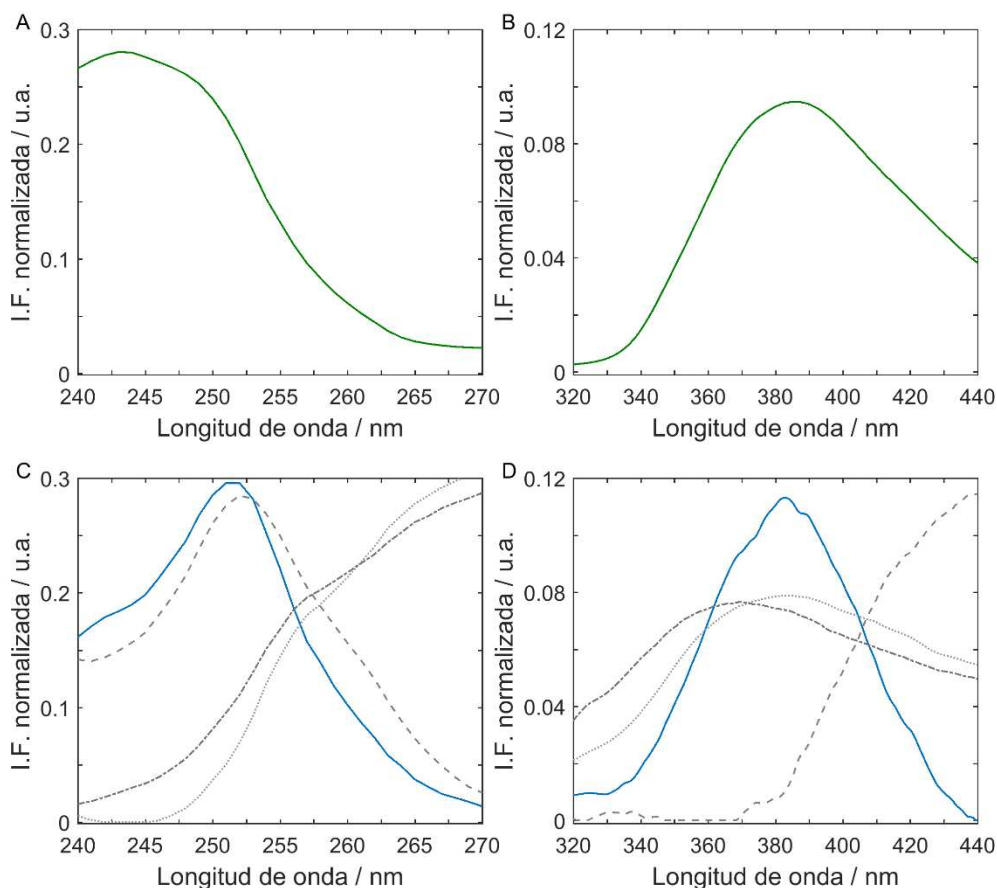 A
0.3
0.2
0.1
0
240 245 250 255 260 265 270
I.F. normalizada / u.a.
Longitud de onda / nm
B
0.12
0.08
0.04
0
320 340 360 380 400 420 440
I.F. normalizada / u.a.
Longitud de onda / nm
C
0.3
0.2
0.1
0
240 245 250 255 260 265 270
I.F. normalizada / u.a.
Longitud de onda / nm
D
0.12
0.08
0.04
0
320 340 360 380 400 420 440
I.F. normalizada / u.a.
Longitud de onda / nm